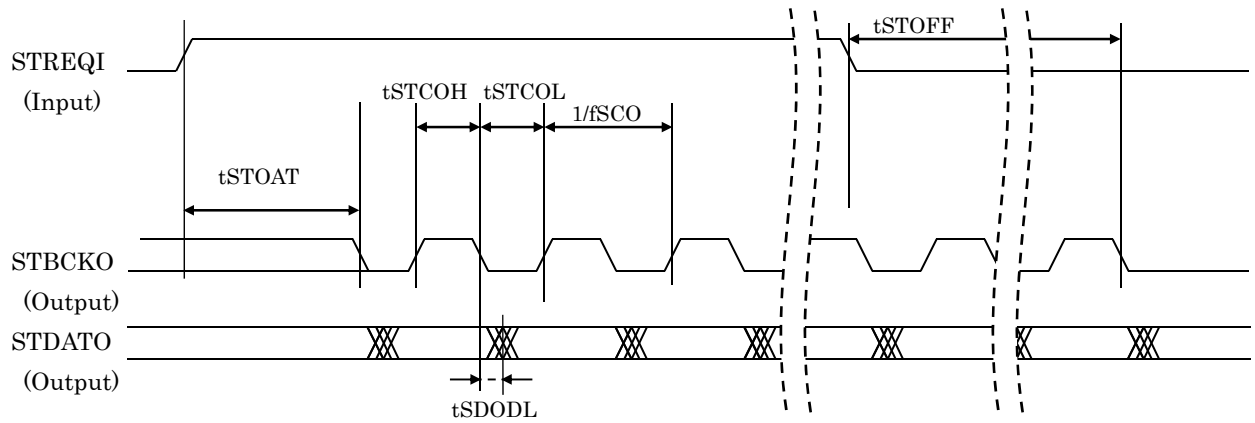 tSTOFF
STREQI
(Input)
tSTCOH tSTCOL
1/fSCO
tSTOAT
STBCKO
(Output)
STDATO
(Output)
tSDODL